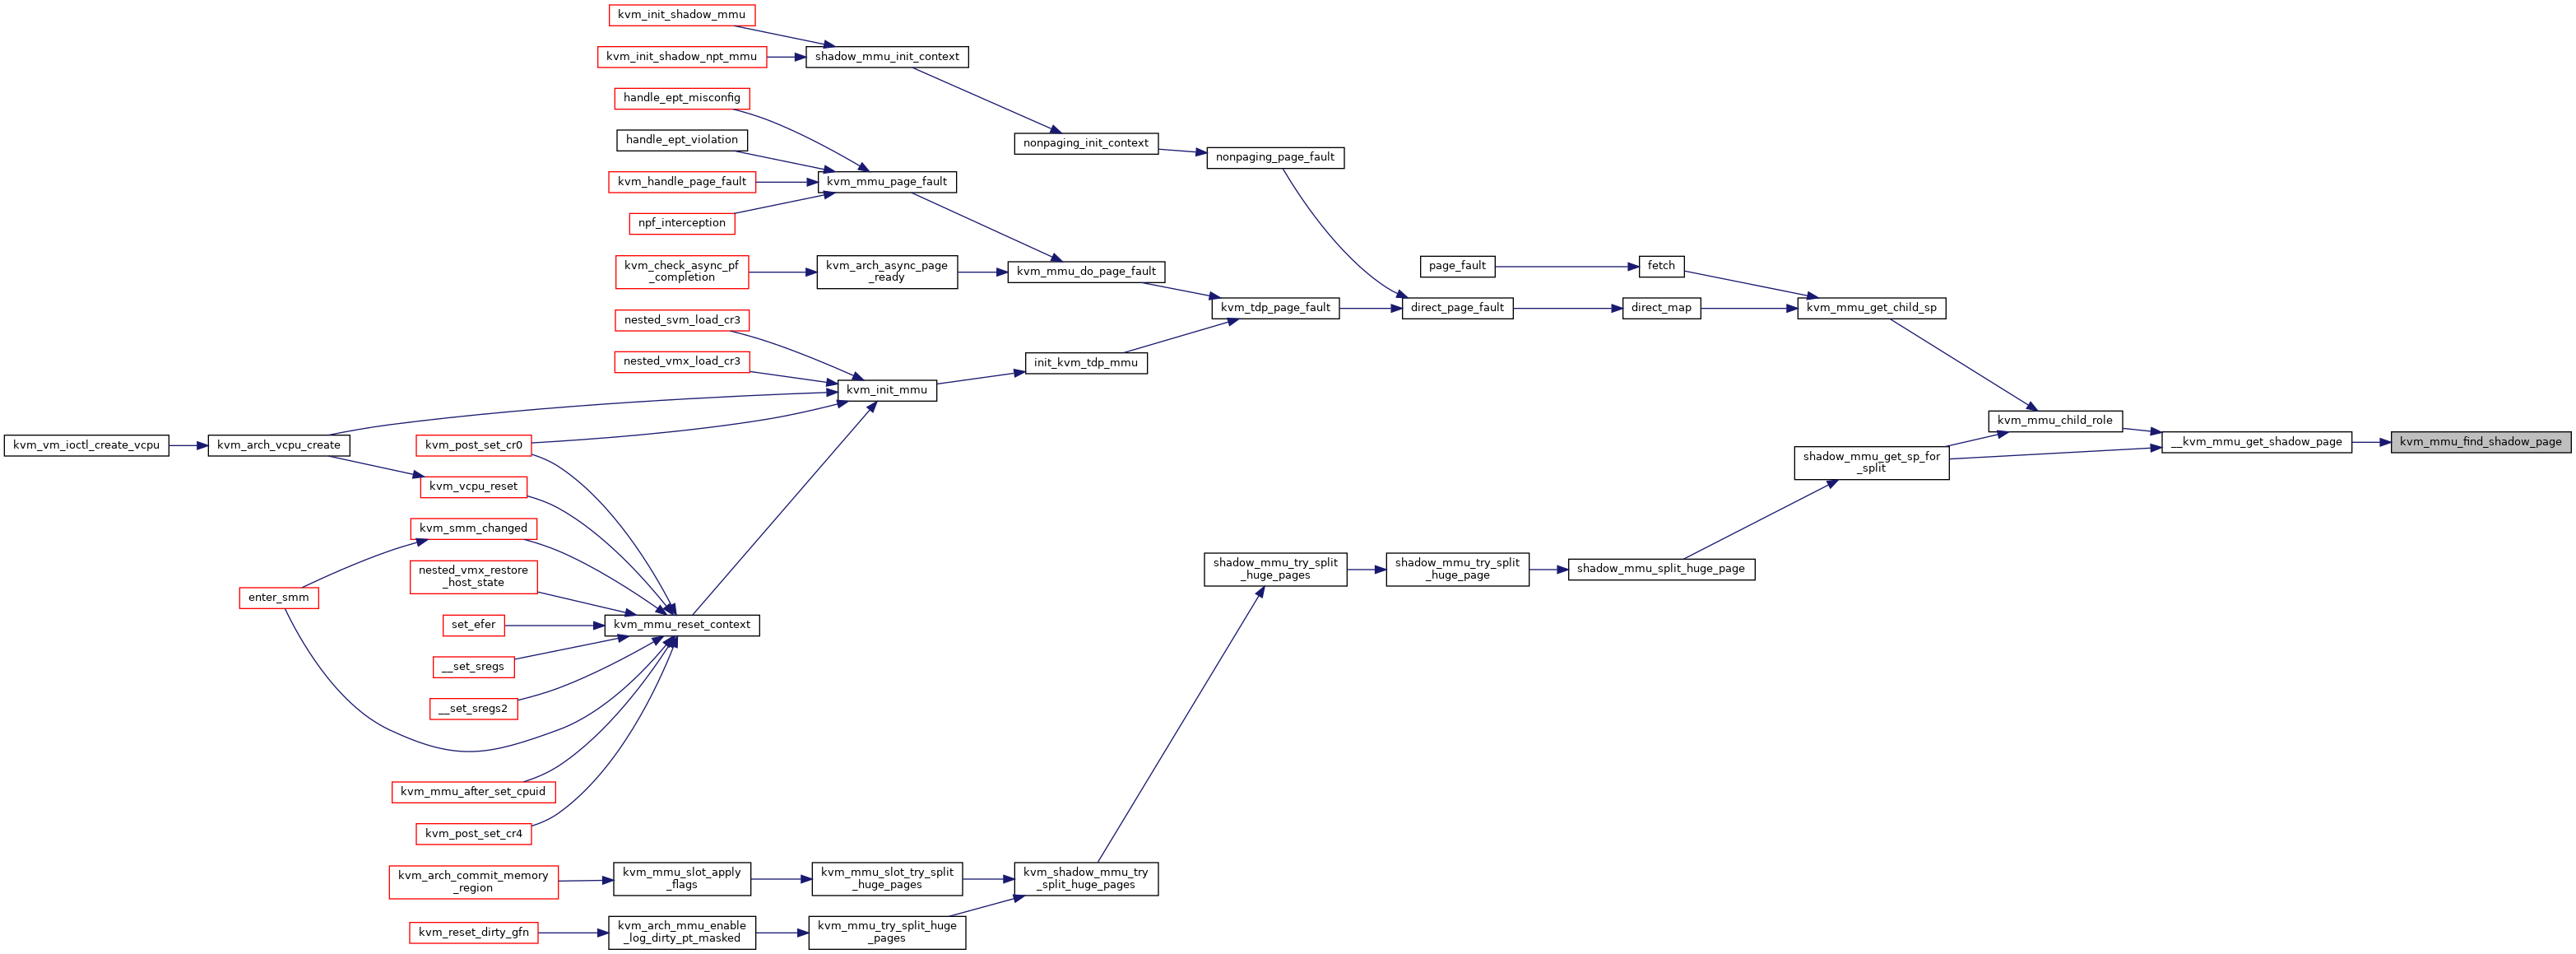 kvm_init_shadow_mmu
kvm_init_shadow_npt_mmu
shadow_mmu_init_context
handle_ept_misconfig
handle_ept_violation
nonpaging_init_context
nonpaging_page_fault
kvm_handle_page_fault
kvm_mmu_page_fault
npf_interception
kvm_check_async_pf
_completion
kvm_arch_async_page
_ready
kvm_mmu_do_page_fault
page_fault
fetch
nested_svm_load_cr3
kvm_tdp_page_fault
direct_page_fault
direct_map
kvm_mmu_get_child_sp
nested_vmx_load_cr3
init_kvm_tdp_mmu
kvm_init_mmu
kvm_mmu_child_role
kvm_vm_ioctl_create_vcpu
kvm_arch_vcpu_create
kvm_post_set_cr0
__kvm_mmu_get_shadow_page
kvm_mmu_find_shadow_page
shadow_mmu_get_sp_for
_split
kvm_vcpu_reset
kvm_smm_changed
nested_vmx_restore
_host_state
shadow_mmu_try_split
_huge_pages
shadow_mmu_try_split
_huge_page
shadow_mmu_split_huge_page
enter_smm
set_efer
kvm_mmu_reset_context
__set_sregs
__set_sregs2
kvm_mmu_after_set_cpuid
kvm_post_set_cr4
kvm_arch_commit_memory
_region
kvm_mmu_slot_apply
_flags
kvm_mmu_slot_try_split
_huge_pages
kvm_shadow_mmu_try
_split_huge_pages
kvm_reset_dirty_gfn
kvm_arch_mmu_enable
_log_dirty_pt_masked
kvm_mmu_try_split_huge
_pages